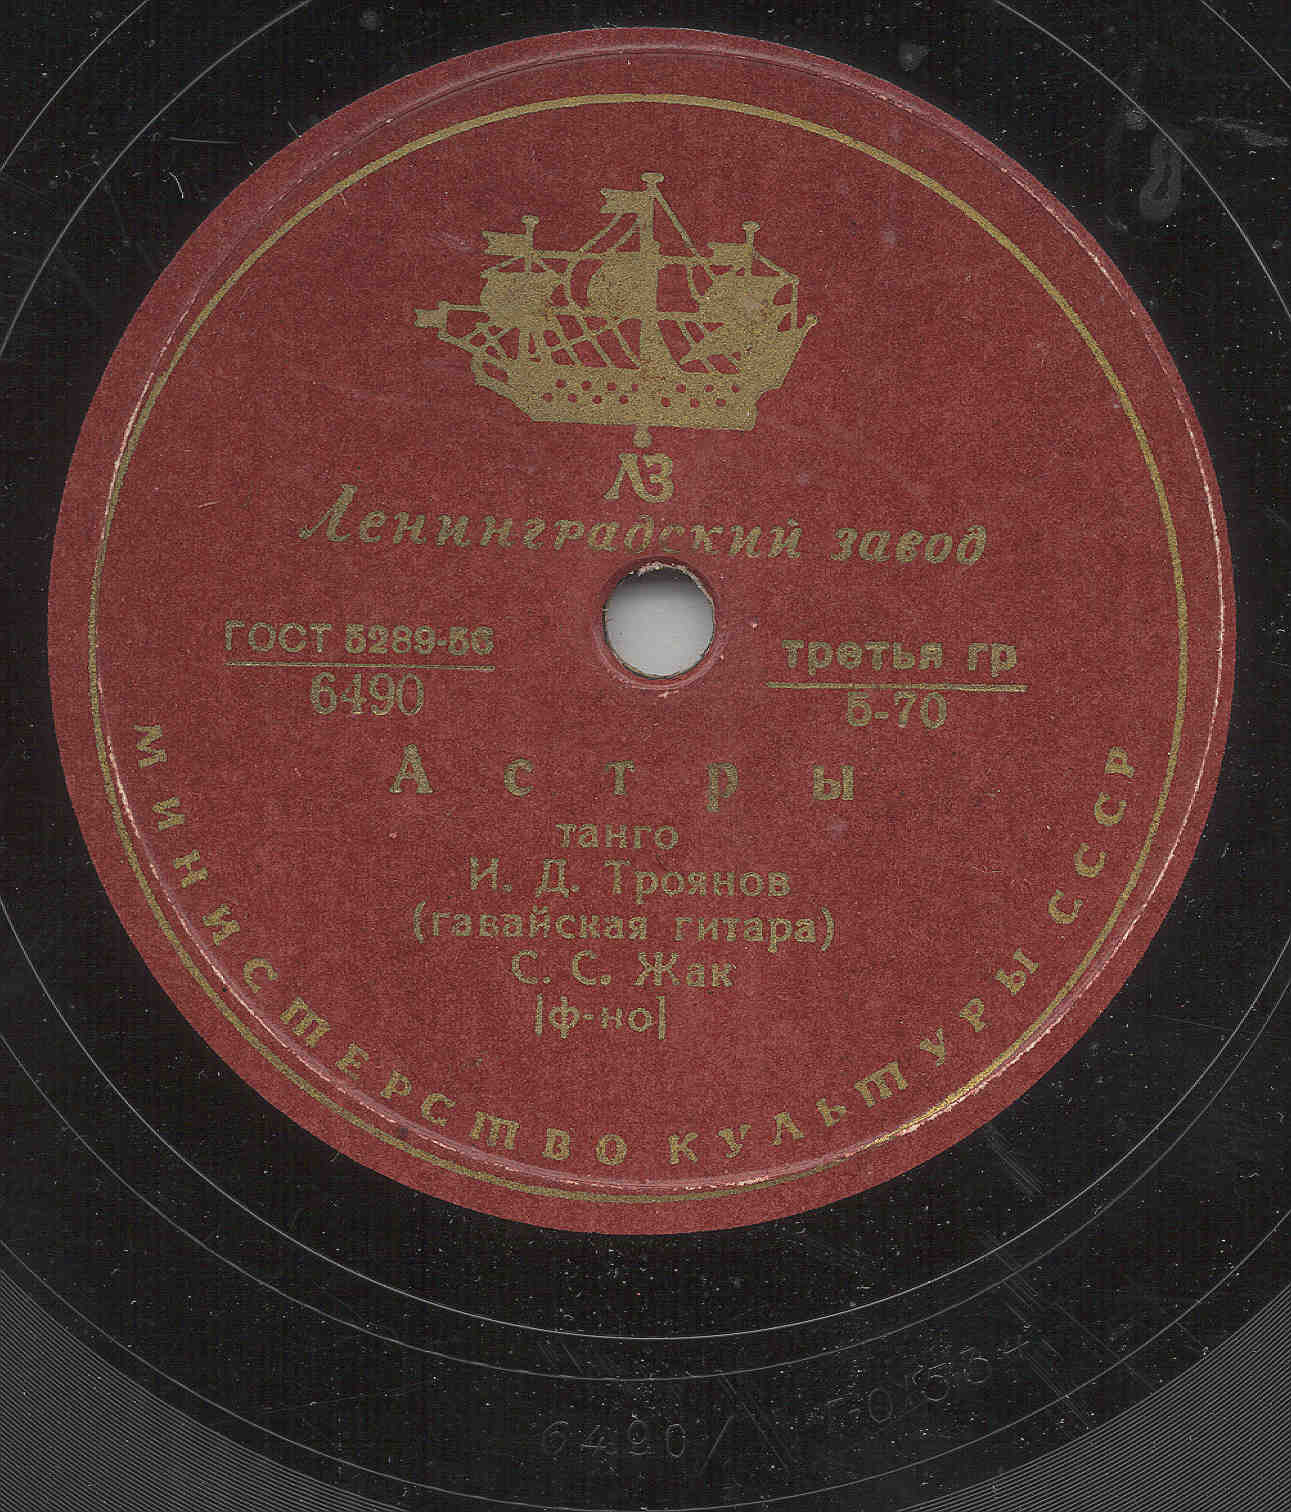 ЛЗ
Ленинградский завод
ГОСТ 5289-56
6490
третья гр
5-70
Астры
танго
И. Д. Троянов
(гавайская гитара)
С. С. Жак
|ф-но|
МИНИСТЕРСТВО КУЛЬТУРЫ СССР
6490/